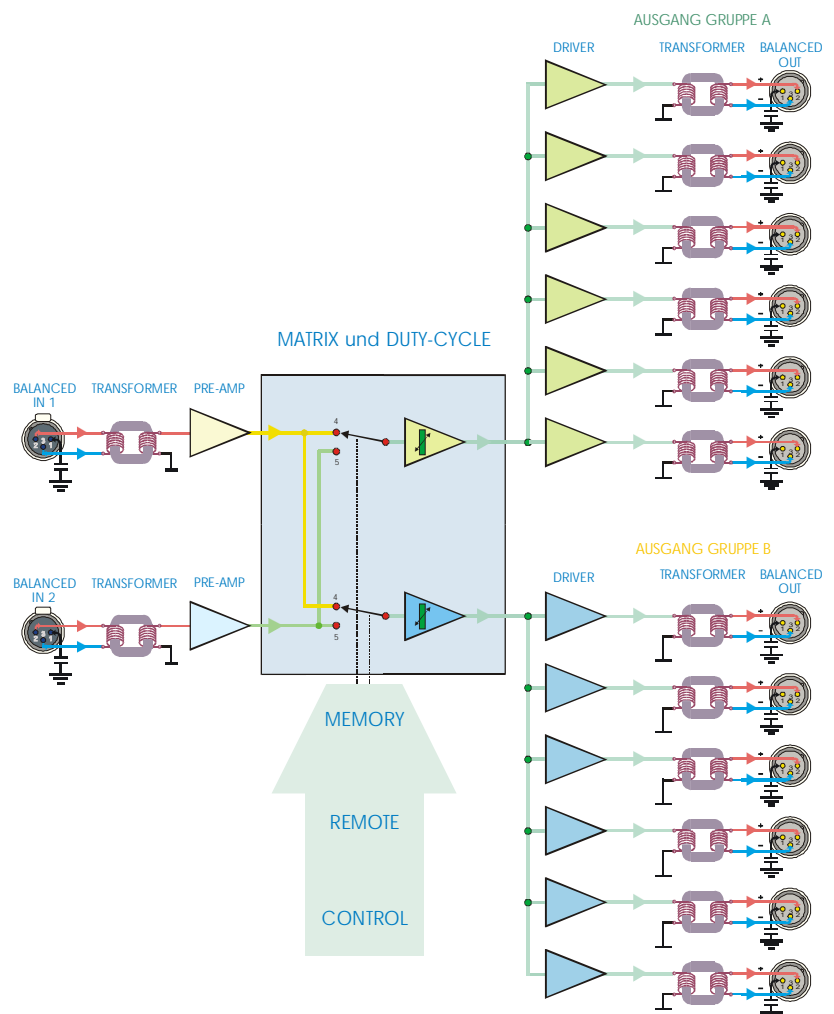 AUSGANG GRUPPE A
DRIVER
TRANSFORMER
BALANCED
OUT
MATRIX und DUTY-CYCLE
BALANCED
IN 1
TRANSFORMER
PRE-AMP
4
5
AUSGANG GRUPPE B
DRIVER
TRANSFORMER
BALANCED
OUT
BALANCED
IN 2
TRANSFORMER
PRE-AMP
4
5
MEMORY
REMOTE
CONTROL